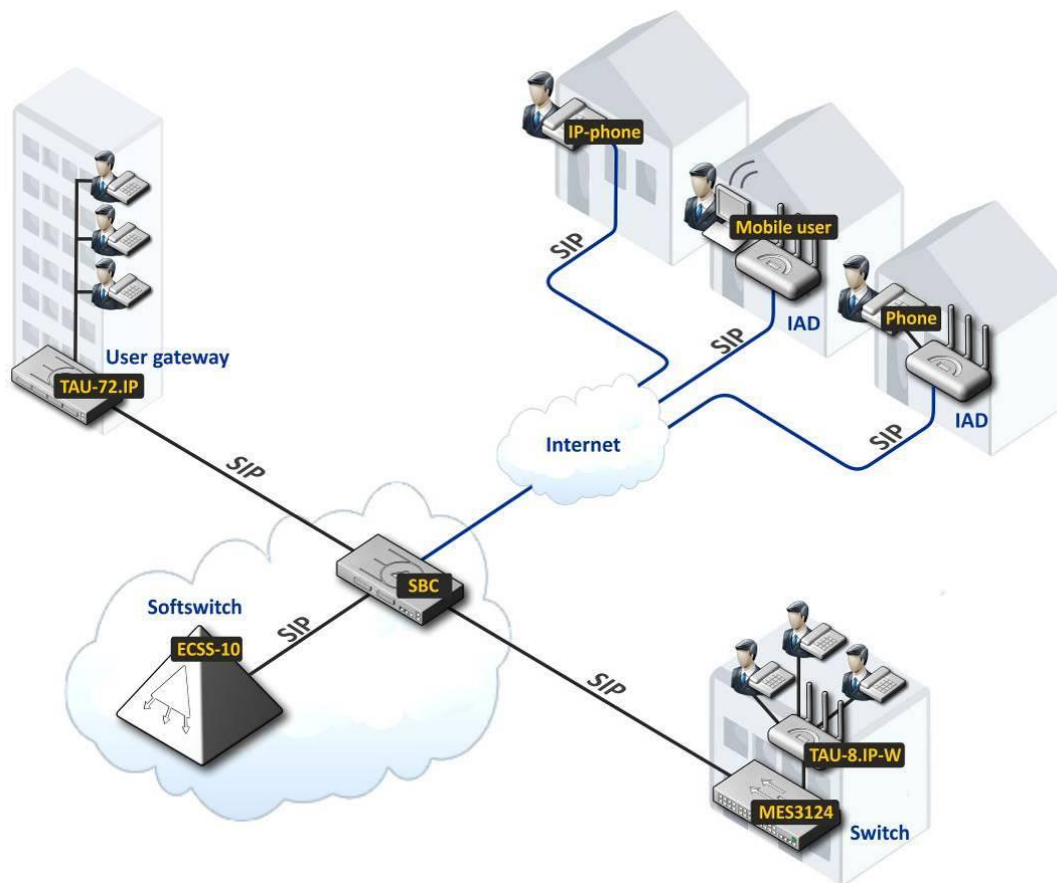 IP-phone
SIP
Mobile user
SIP
IAD
Phone
SIP
IAD
User gateway
TAU-72.IP
SIP
Internet
SBC
Softswitch
ECSS-10
SIP
SIP
TAU-8.IP-W
MES3124
Switch